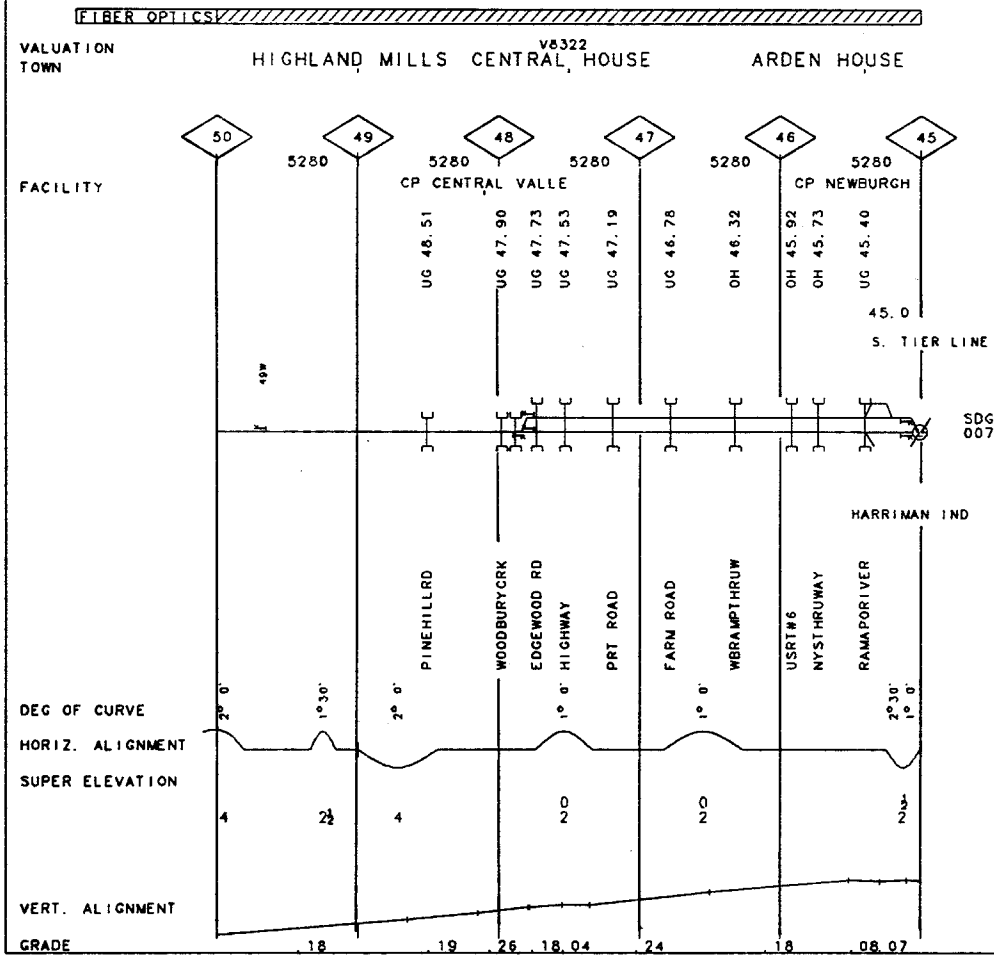 FIBER OPTICS
VALUATION V8322
TOWN HIGHLAND MILLS CENTRAL HOUSE ARDEN HOUSE
50 49 48 47 46 45
5280 5280 5280 5280 5280
FACILITY CP CENTRAL VALLE CP NEWBURGH
UG 48.51 UG 47.90 UG 47.73 UG 47.53 UG 47.19 UG 46.78 OH 46.32 OH 45.92 OH 45.73 UG 45.40
45.0
S. TIER LINE
49W
SDG
007
HARRIMAN IND
PINEHILLRD WOODBURYCRK EDGEWOOD RD HIGHWAY PRT ROAD FARM ROAD WBRAMPTHRUW USRT#6 NYSTHRUWAY RAMAPORIVER
DEG OF CURVE 2° 0' 1° 30' 2° 0' 1° 0' 1° 0' 2° 30' 1° 0'
HORIZ. ALIGNMENT
SUPER ELEVATION
0 0
4 2½ 4 2 2 2
VERT. ALIGNMENT
GRADE .18 .19 .26 .18 .04 .24 .18 .08 .07